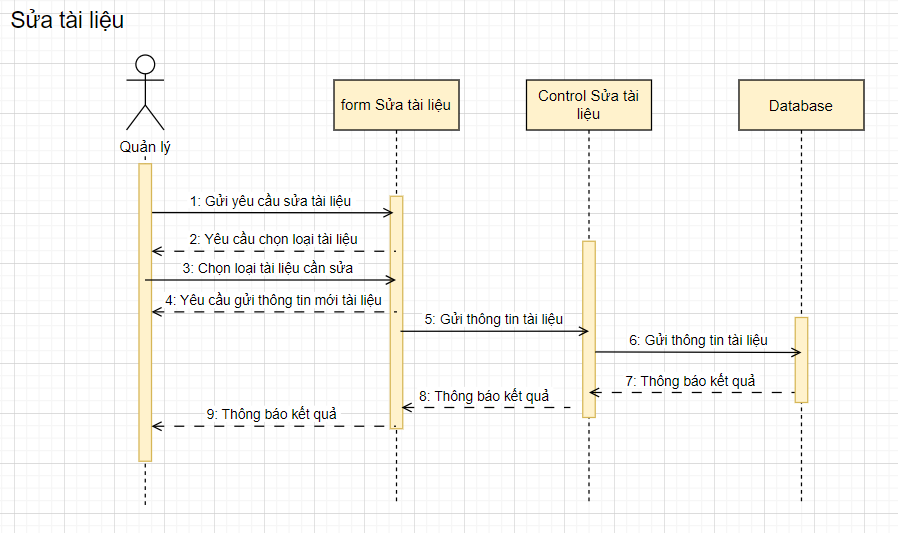 Sửa tài liệu
form Sửa tài liệu
Control Sửa tài
liệu
Database
Quản lý
1: Gửi yêu cầu sửa tài liệu
2: Yêu cầu chọn loại tài liệu
3: Chọn loại tài liệu cần sửa
4: Yêu cầu gửi thông tin mới tài liệu
5: Gửi thông tin tài liệu
6: Gửi thông tin tài liệu
7: Thông báo kết quả
8: Thông báo kết quả
9: Thông báo kết quả